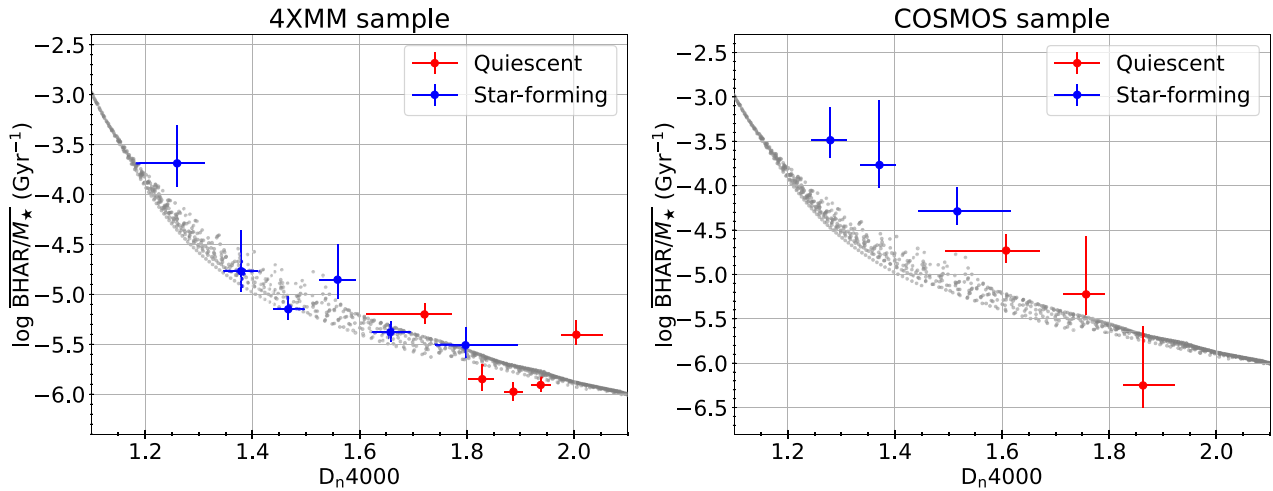 4XMM sample
COSMOS sample
−2.5
−3.0
−3.5
−4.0
−4.5
−5.0
−5.5
−6.0
log BHAR/M★ (Gyr⁻¹)
Quiescent
Star-forming
1.2
1.4
1.6
1.8
2.0
Dₙ4000
−2.5
−3.0
−3.5
−4.0
−4.5
−5.0
−5.5
−6.0
−6.5
log BHAR/M★ (Gyr⁻¹)
Quiescent
Star-forming
1.2
1.4
1.6
1.8
2.0
Dₙ4000